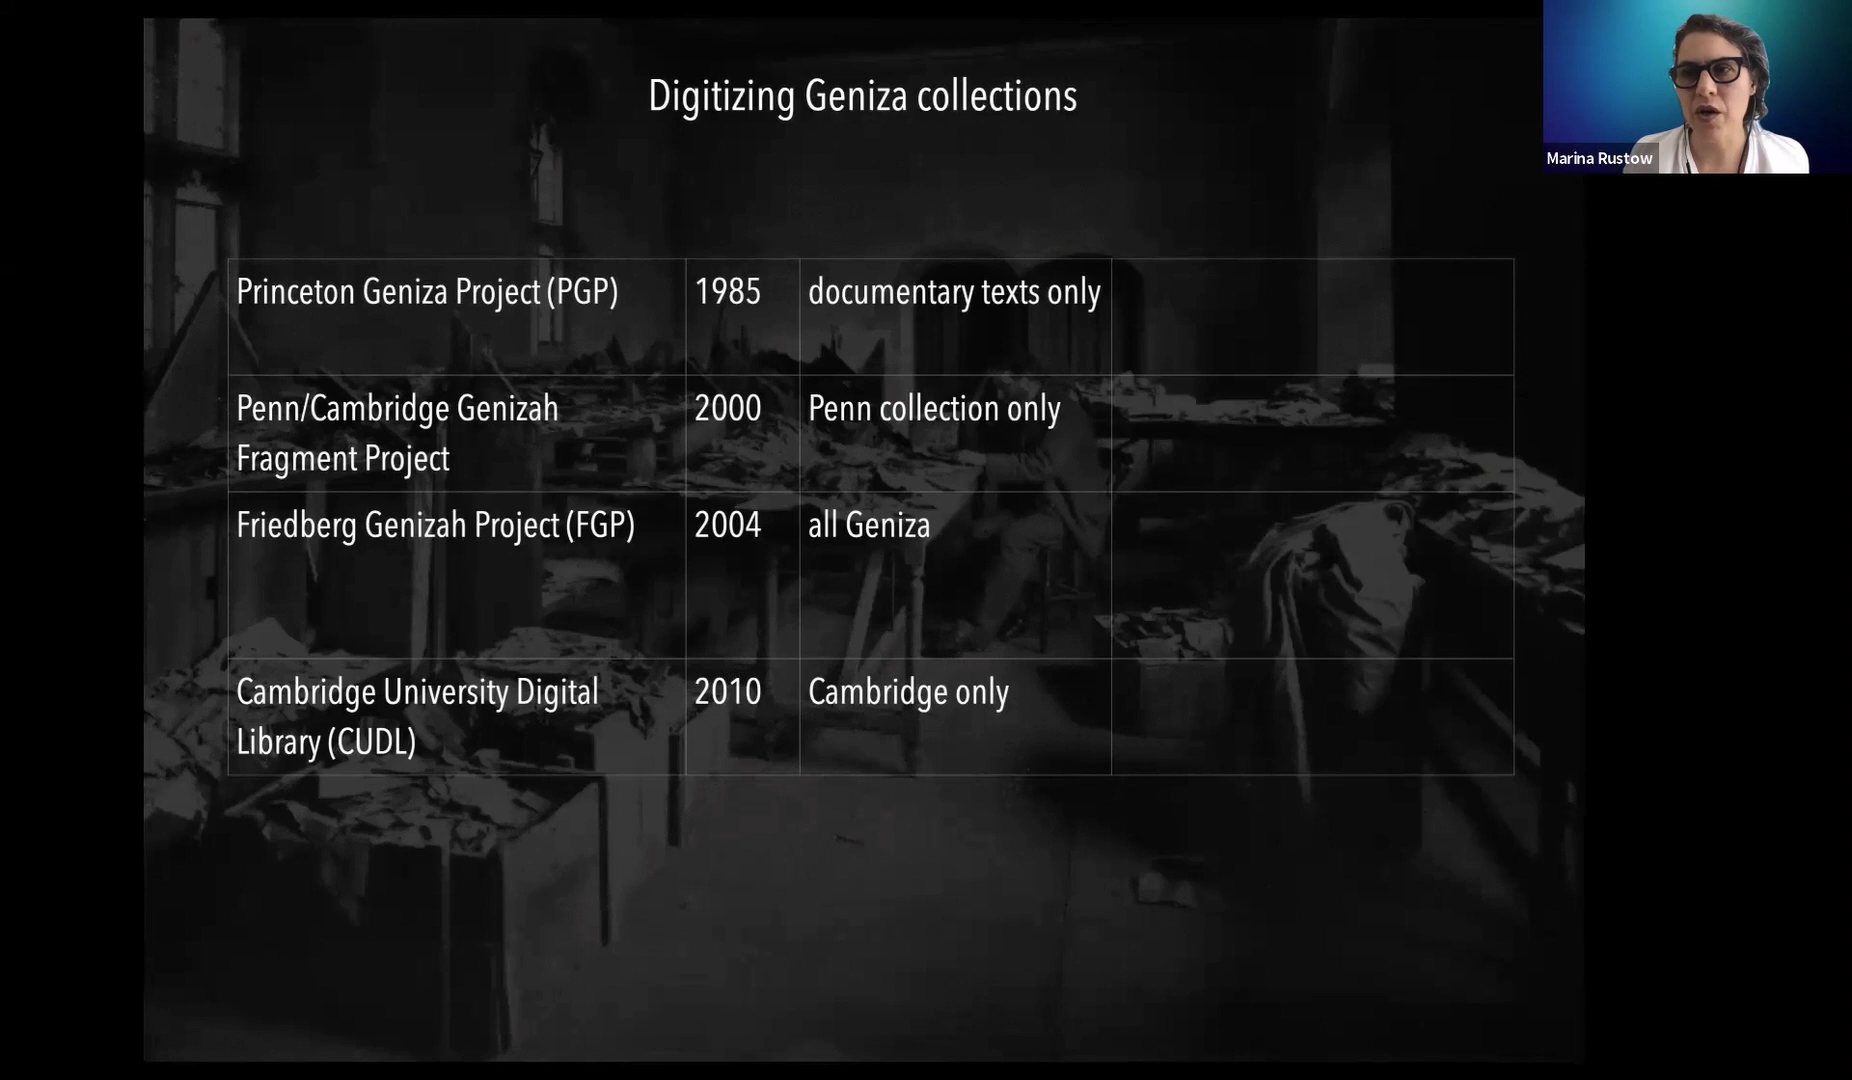 Digitizing Geniza collections
Marina Rustow
Princeton Geniza Project (PGP)
1985
documentary texts only
Penn/Cambridge Genizah
Fragment Project
2000
Penn collection only
Friedberg Genizah Project (FGP)
2004
all Geniza
Cambridge University Digital
Library (CUDL)
2010
Cambridge only